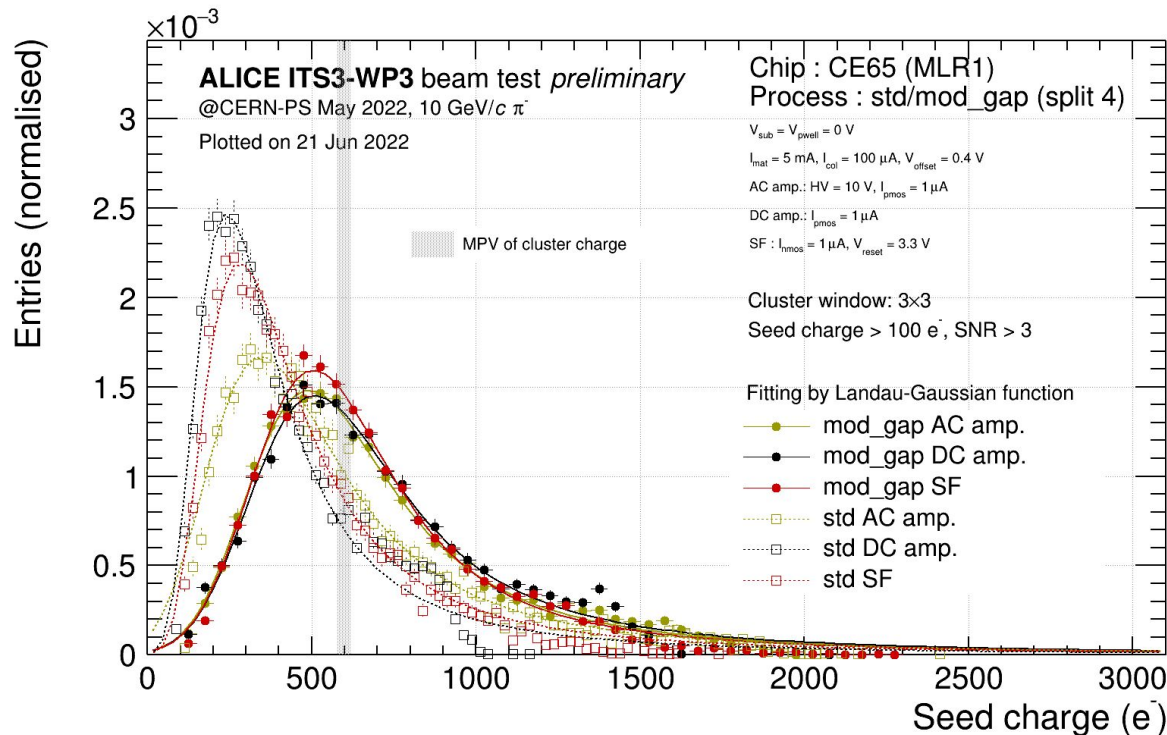 ×10⁻³
ALICE ITS3-WP3 beam test preliminary
@CERN-PS May 2022, 10 GeV/c π⁻
Plotted on 21 Jun 2022
Chip : CE65 (MLR1)
Process : std/mod_gap (split 4)
V_sub = V_pwell = 0 V
I_mat = 5 mA, I_col = 100 μA, V_offset = 0.4 V
AC amp.: HV = 10 V, I_pmos = 1 μA
DC amp.: I_pmos = 1 μA
SF : I_nmos = 1 μA, V_reset = 3.3 V
MPV of cluster charge
Cluster window: 3×3
Seed charge > 100 e⁻, SNR > 3
Fitting by Landau-Gaussian function
mod_gap AC amp.
mod_gap DC amp.
mod_gap SF
std AC amp.
std DC amp.
std SF
Entries (normalised)
3
2.5
2
1.5
1
0.5
0
0 500 1000 1500 2000 2500 3000
Seed charge (e⁻)